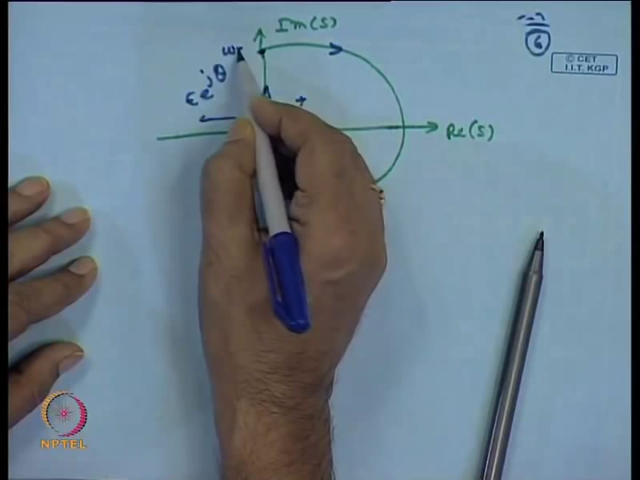 Im(s)
6
© CET
I.I.T. KGP
ω
εe^jθ
+
Re(s)
NPTEL